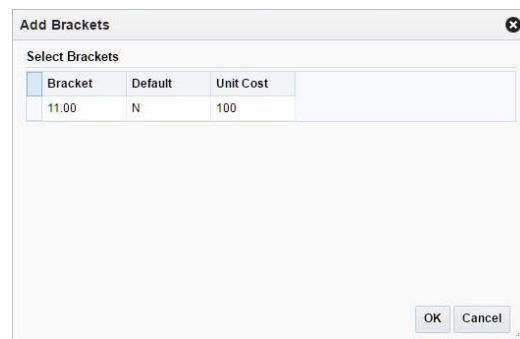 Add Brackets
Select Brackets
Bracket Default Unit Cost
11.00 N 100
OK Cancel